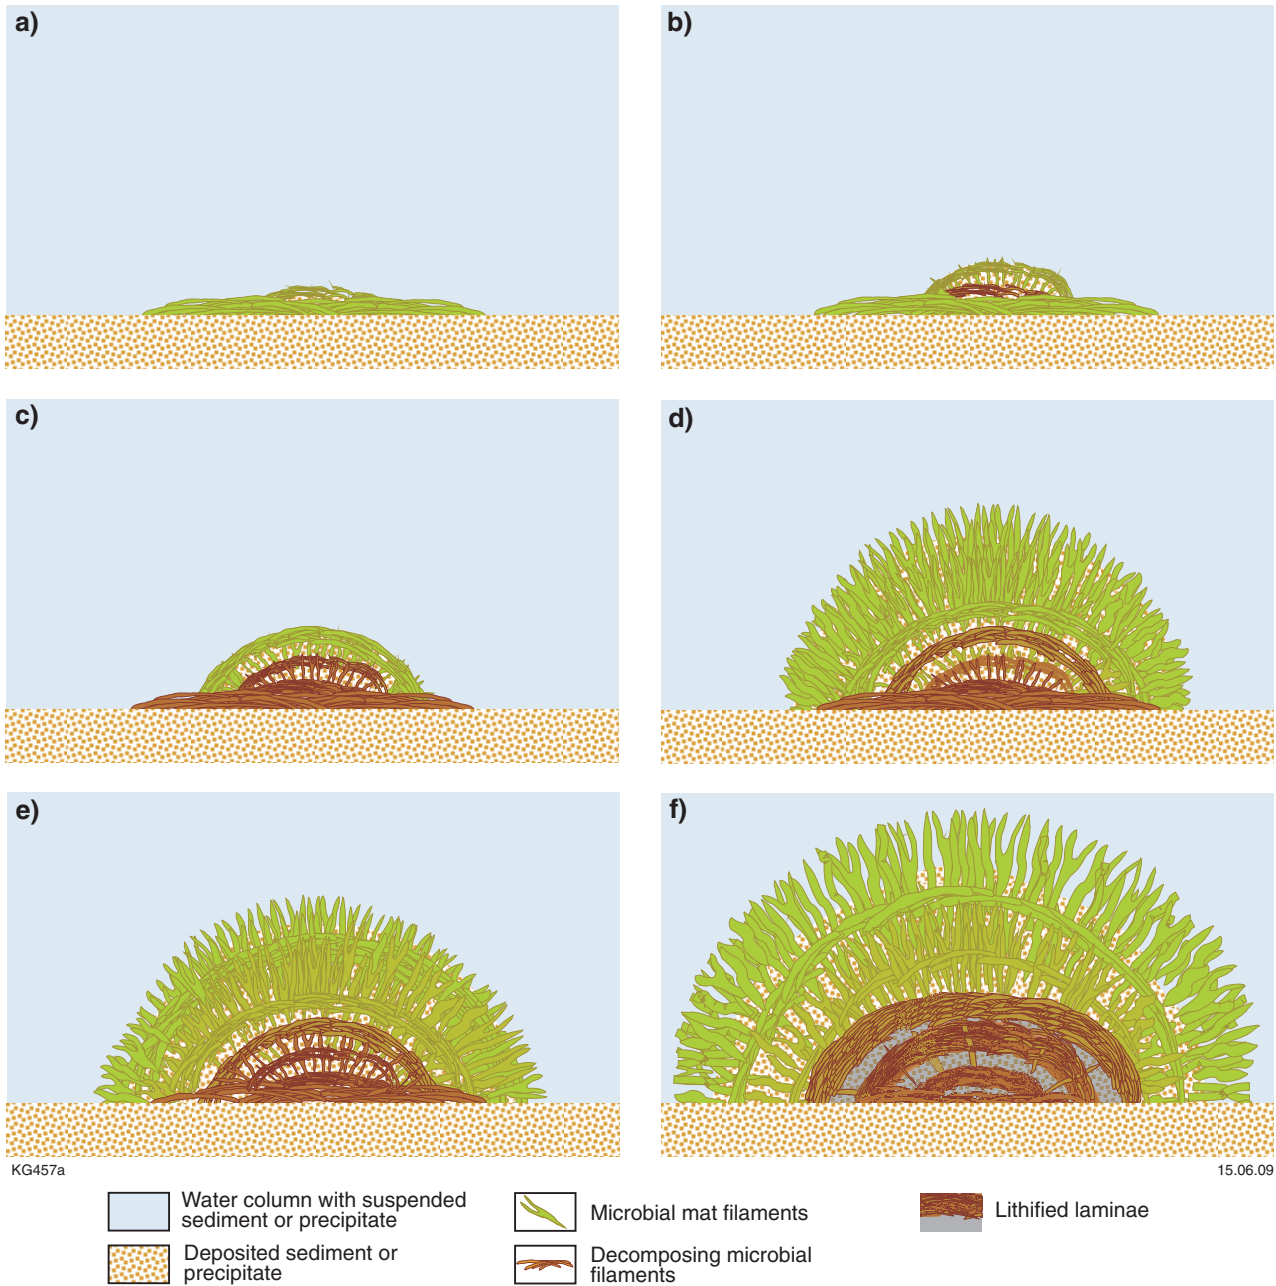 a)
b)
c)
d)
e)
f)
KG457a
15.06.09
Water column with suspended
sediment or precipitate
Deposited sediment or
precipitate
Microbial mat filaments
Decomposing microbial
filaments
Lithified laminae